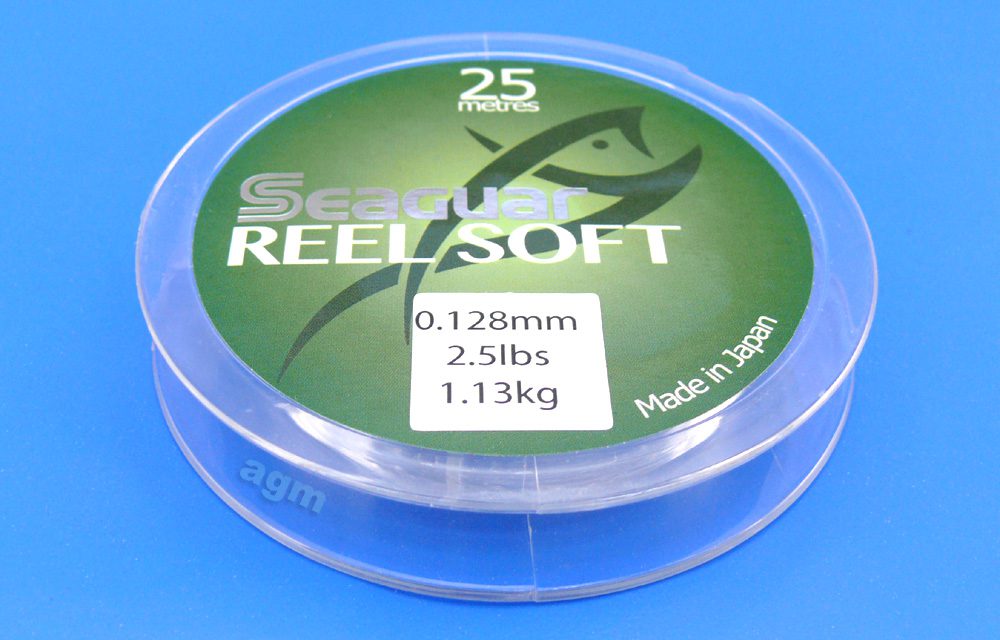 25
metres
Seaguar
REEL SOFT
0.128mm
2.5lbs
1.13kg
Made in Japan
agm